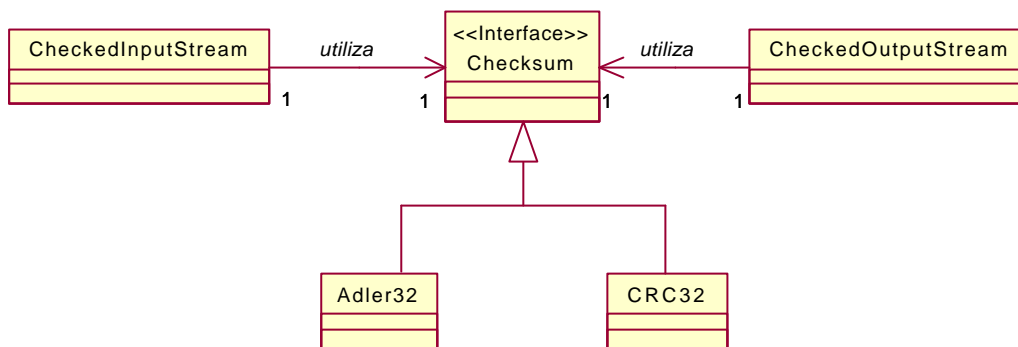 CheckedInputStream
utiliza
<<Interface>>
Checksum
utiliza
CheckedOutputStream
1
1
1
1
Adler32
CRC32